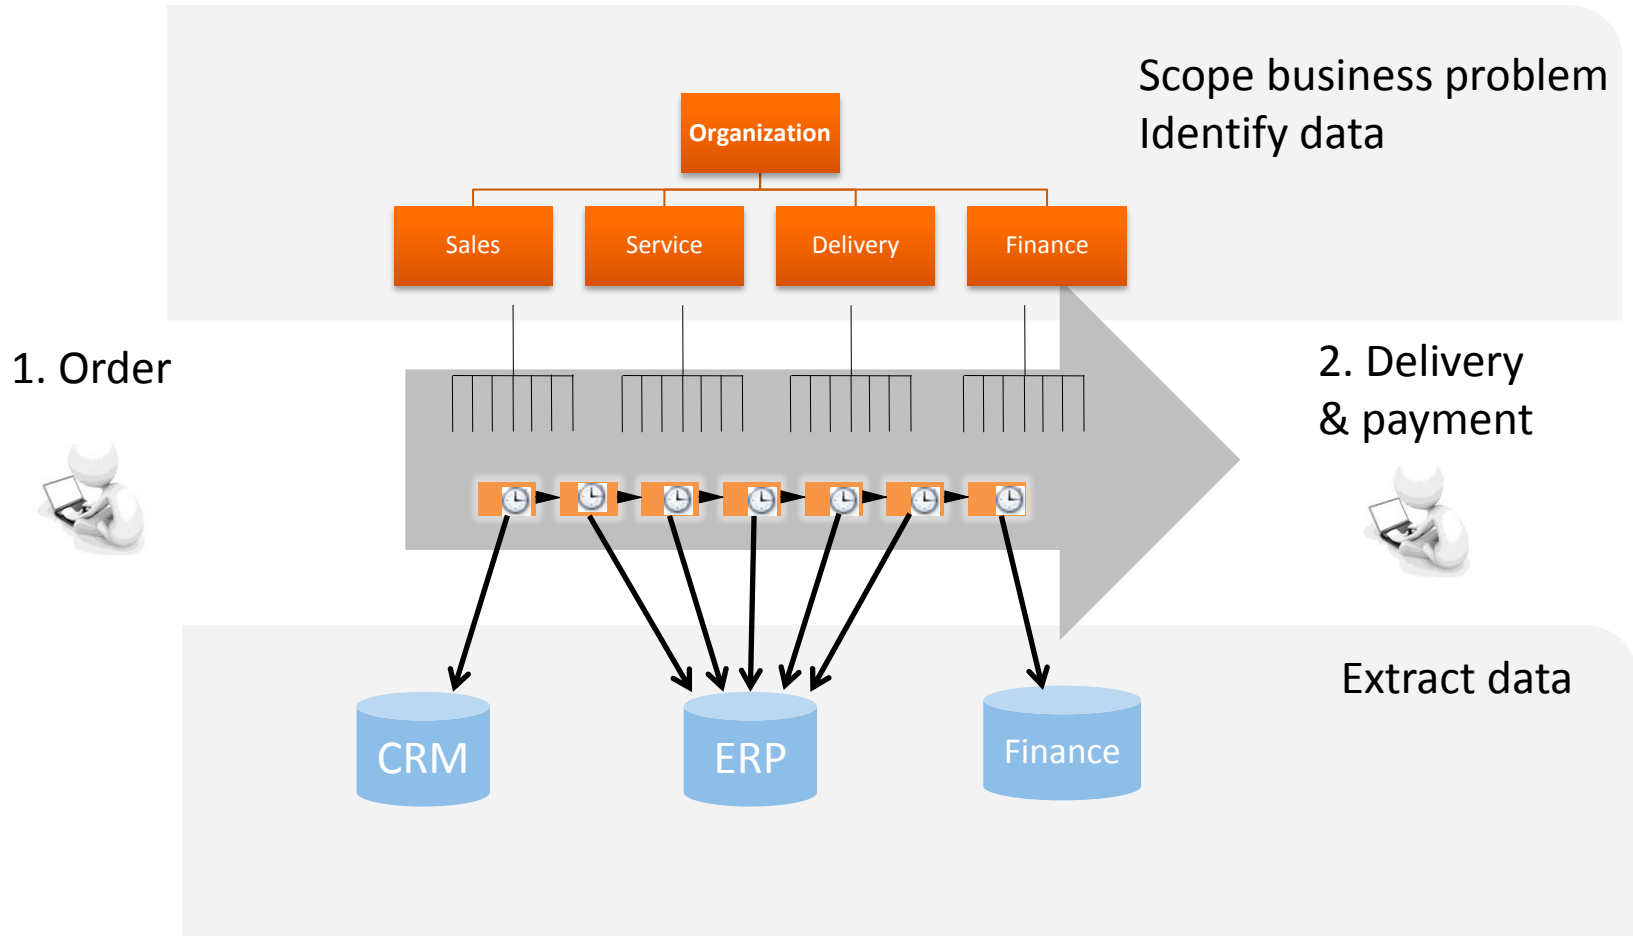 Scope business problem
Identify data
Organization
Sales
Service
Delivery
Finance
1. Order
2. Delivery
& payment
Extract data
CRM
ERP
Finance